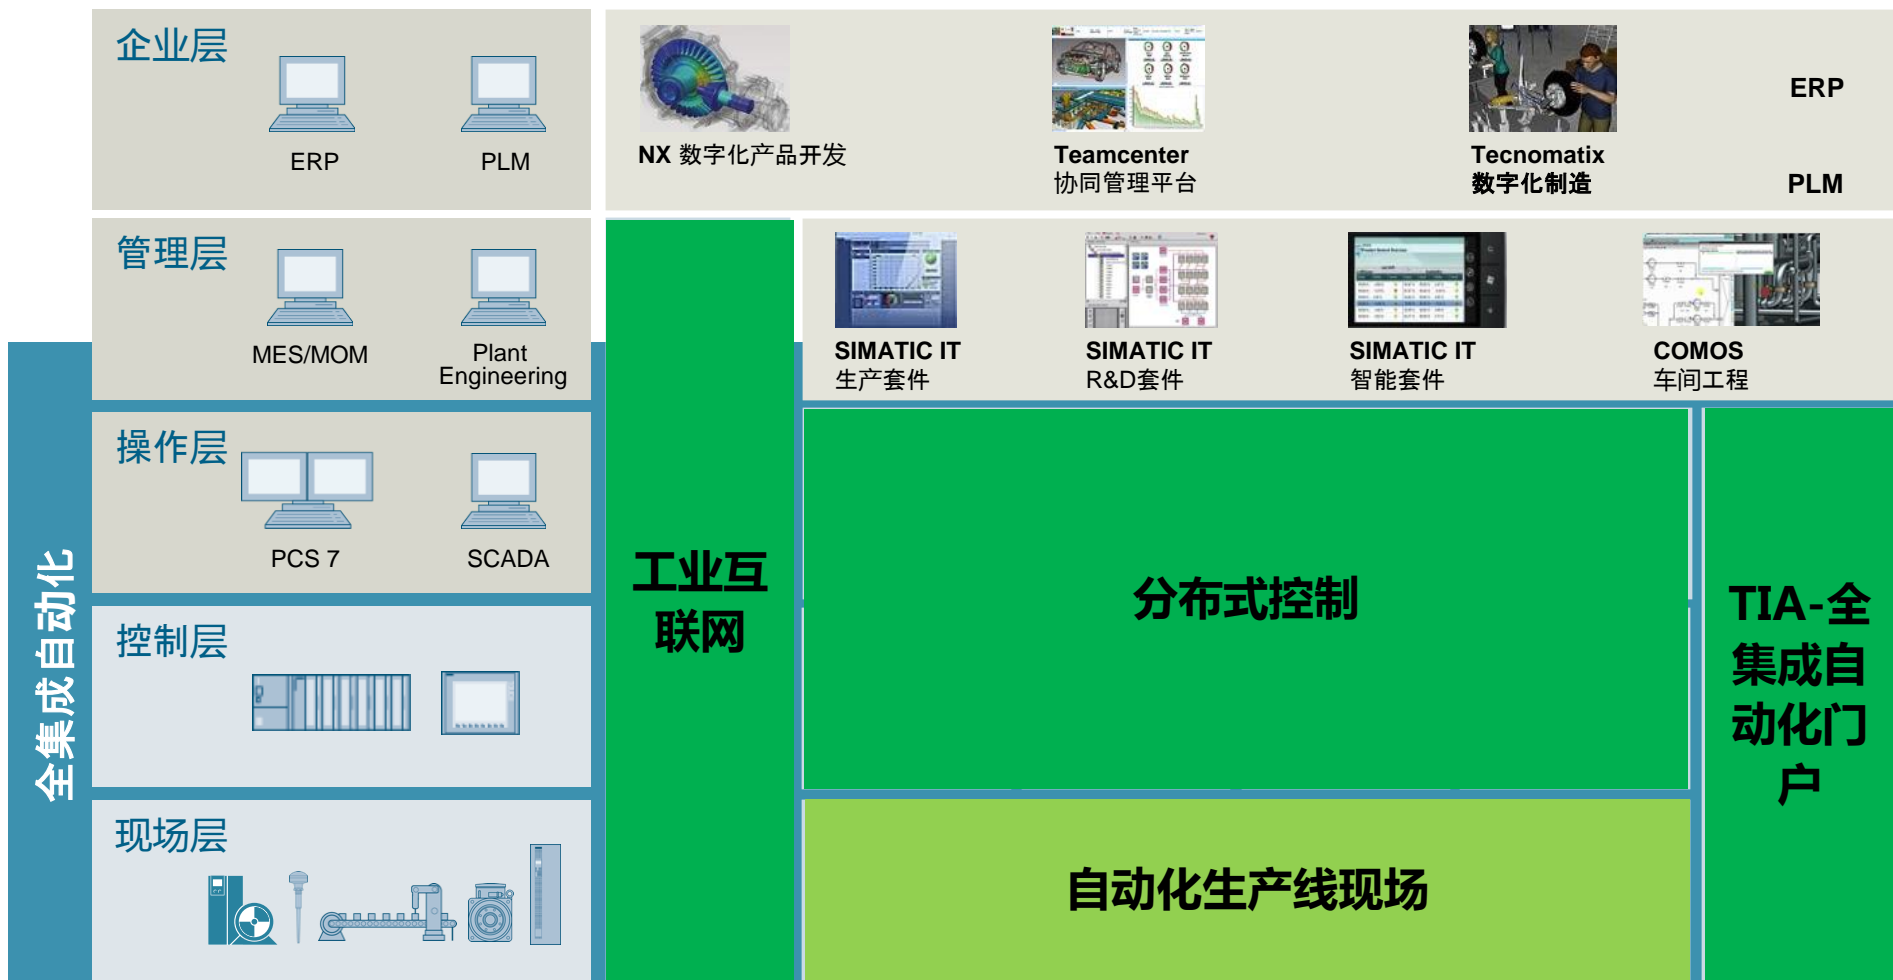 企业层
ERP
PLM
NX 数字化产品开发
Teamcenter
协同管理平台
Tecnomatix
数字化制造
ERP
PLM
管理层
MES/MOM
Plant
Engineering
SIMATIC IT
生产套件
SIMATIC IT
R&D套件
SIMATIC IT
智能套件
COMOS
车间工程
全集成自动化
操作层
PCS 7
SCADA
控制层
现场层
工业互
联网
分布式控制
自动化生产线现场
TIA-全
集成自
动化门
户